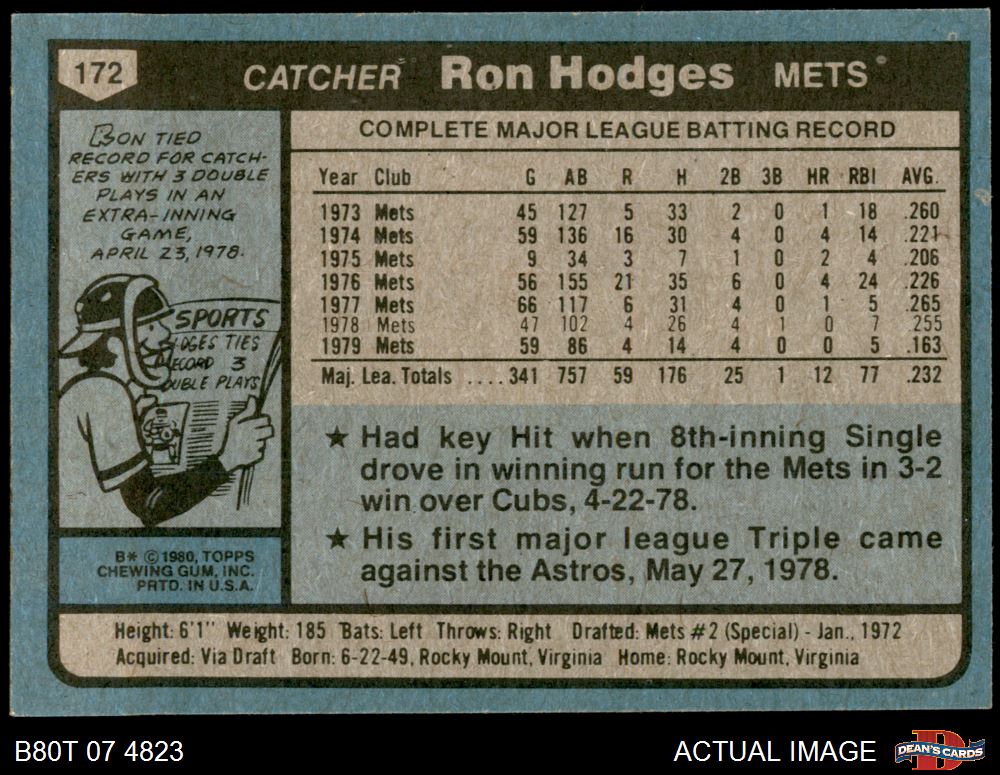 172 CATCHER Ron Hodges METS
RON TIED
RECORD FOR CATCH-
ERS WITH 3 DOUBLE
PLAYS IN AN
EXTRA-INNING
GAME,
APRIL 23, 1978.
SPORTS
DGES TIES
ECORD 3
OUBLE PLAYS
B* © 1980, TOPPS
CHEWING GUM, INC.
PRTD. IN U.S.A.
COMPLETE MAJOR LEAGUE BATTING RECORD
Year Club G AB R H 2B 3B HR RBI AVG.
1973 Mets 45 127 5 33 2 0 1 18 .260
1974 Mets 59 136 16 30 4 0 4 14 .221
1975 Mets 9 34 3 7 1 0 2 4 .206
1976 Mets 56 155 21 35 6 0 4 24 .226
1977 Mets 66 117 6 31 4 0 1 5 .265
1978 Mets 47 102 4 26 4 1 0 7 .255
1979 Mets 59 86 4 14 4 0 0 5 .163
Maj. Lea. Totals .... 341 757 59 176 25 1 12 77 .232
★ Had key Hit when 8th-inning Single
drove in winning run for the Mets in 3-2
win over Cubs, 4-22-78.
★ His first major league Triple came
against the Astros, May 27, 1978.
Height: 6'1" Weight: 185 Bats: Left Throws: Right Drafted: Mets #2 (Special) - Jan., 1972
Acquired: Via Draft Born: 6-22-49, Rocky Mount, Virginia Home: Rocky Mount, Virginia
B80T 07 4823 ACTUAL IMAGE DEAN'S CARDS